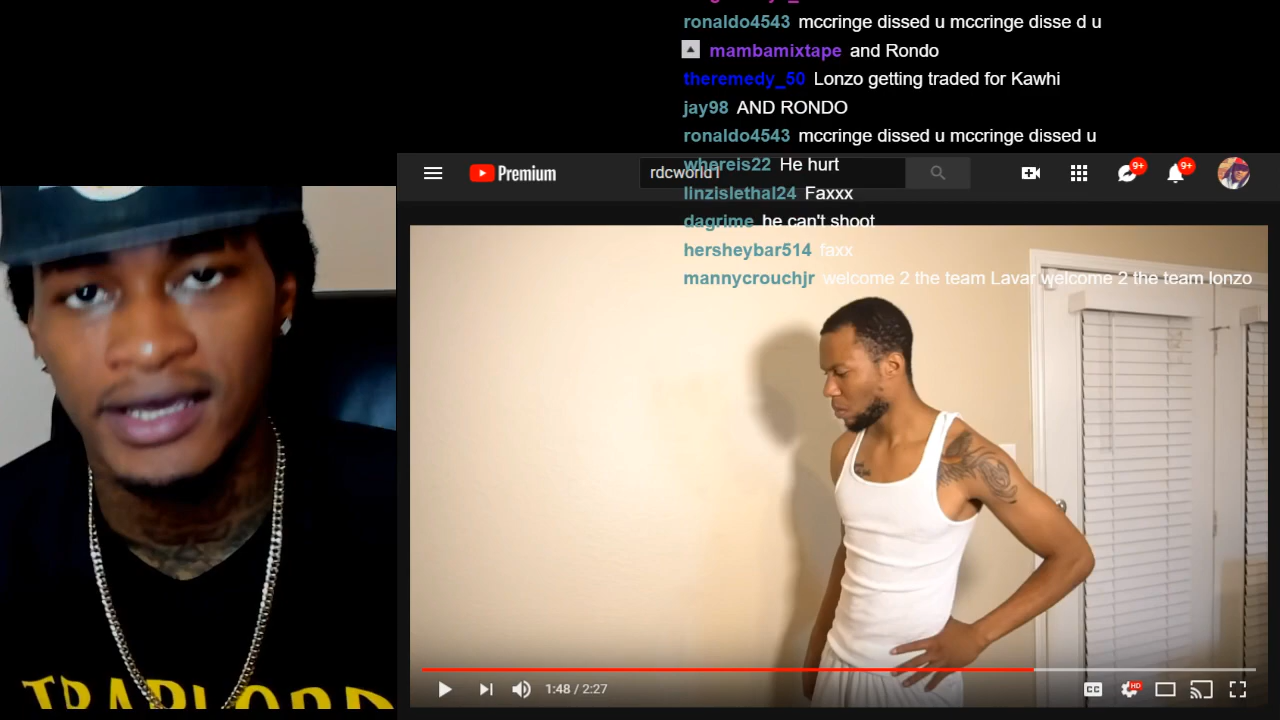 ronaldo4543 mccringe dissed u mccringe disse d u
mambamixtape and Rondo
theremedy_50 Lonzo getting traded for Kawhi
jay98 AND RONDO
ronaldo4543 mccringe dissed u mccringe dissed u
whereis22 He hurt
Premium rdcworld1 9+ 9+
linzislethal24 Faxxx
dagrime he can't shoot
hersheybar514 faxx
mannycrouchjr welcome 2 the team Lavar welcome 2 the team lonzo
TRAPLORD
1:48 / 2:27 CC HD